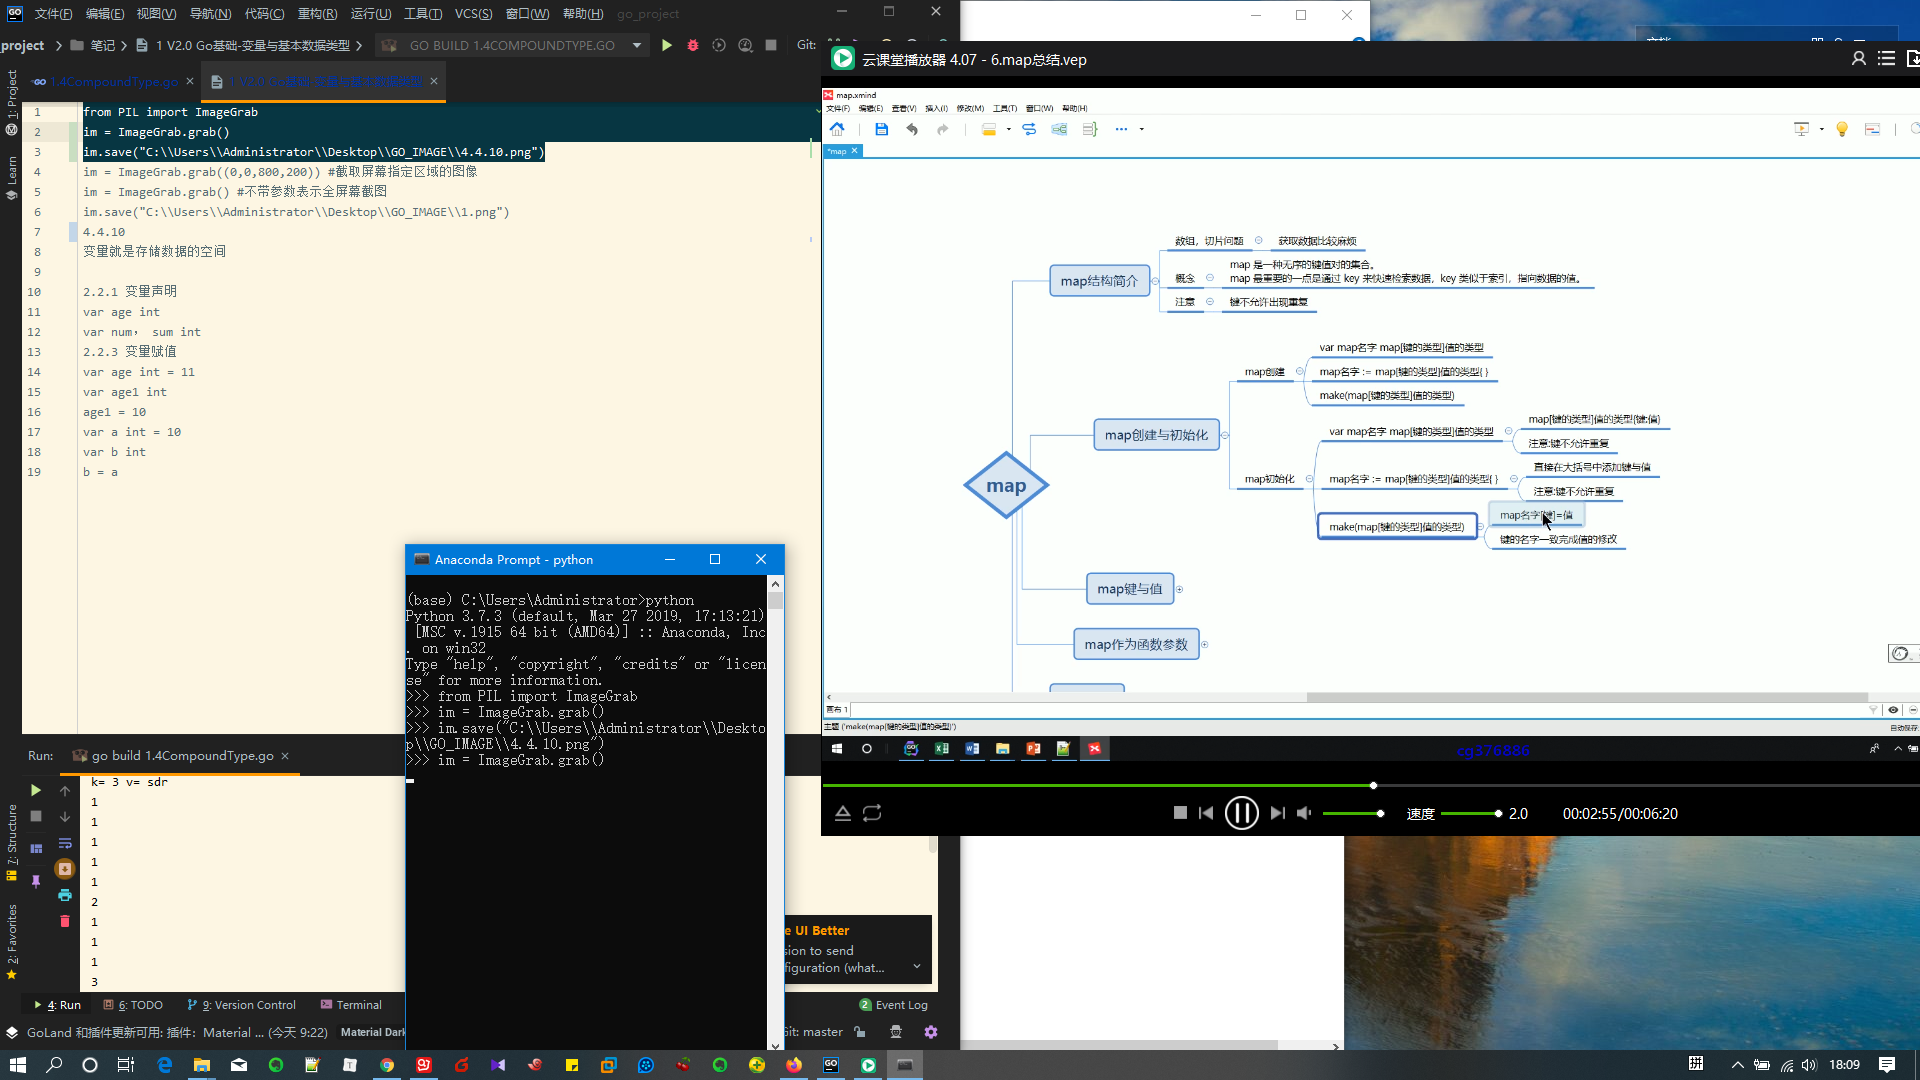 文件(F) 编辑(E) 视图(V) 导航(N) 代码(C) 重构(R) 运行(U) 工具(T) VCS(S) 窗口(W) 帮助(H) go_project
project 笔记 1 V2.0 Go基础-变量与基本数据类型 GO BUILD 1.4COMPOUNDTYPE.GO Git:
1.4CompoundType.go
1: Project
Learn
7: Structure
2: Favorites
1 from PIL import ImageGrab
2 im = ImageGrab.grab()
3 im.save("C:\\Users\\Administrator\\Desktop\\GO_IMAGE\\4.4.10.png")
4 im = ImageGrab.grab((0,0,800,200)) #截取屏幕指定区域的图像
5 im = ImageGrab.grab() #不带参数表示全屏幕截图
6 im.save("C:\\Users\\Administrator\\Desktop\\GO_IMAGE\\1.png")
7 4.4.10
8 变量就是存储数据的空间
9
10 2.2.1 变量声明
11 var age int
12 var num, sum int
13 2.2.3 变量赋值
14 var age int = 11
15 var age1 int
16 age1 = 10
17 var a int = 10
18 var b int
19 b = a
Anaconda Prompt - python
(base) C:\Users\Administrator>python
Python 3.7.3 (default, Mar 27 2019, 17:13:21)
[MSC v.1915 64 bit (AMD64)] :: Anaconda, Inc
. on win32
Type "help", "copyright", "credits" or "licen
se" for more information.
>>> from PIL import ImageGrab
>>> im = ImageGrab.grab()
>>> im.save("C:\\Users\\Administrator\\Deskto
p\\GO_IMAGE\\4.4.10.png")
>>> im = ImageGrab.grab()
Run: go build 1.4CompoundType.go
k= 3 v= sdr
1
1
1
1
1
2
1
1
1
3
e UI Better
sion to send
figuration (what...
4: Run 6: TODO 9: Version Control Terminal 2 Event Log
GoLand 和插件更新可用: 插件: Material ... (今天 9:22) Material Dark Git: master
云课堂播放器 4.07 - 6.map总结.vep
map.xmind
文件(F) 编辑(E) 查看(V) 插入(I) 修改(M) 工具(T) 窗口(W) 帮助(H)
*map
map
map结构简介
数组，切片问题 获取数据比较麻烦
概念
map 是一种无序的键值对的集合。
map 最重要的一点是通过 key 来快速检索数据，key 类似于索引，指向数据的值。
注意 键不允许出现重复
map创建与初始化
map创建
var map名字 map[键的类型]值的类型
map名字 := map[键的类型]值的类型{ }
make(map[键的类型]值的类型)
map初始化
var map名字 map[键的类型]值的类型
map[键的类型]值的类型{键:值}
注意:键不允许重复
map名字 := map[键的类型]值的类型{ }
直接在大括号中添加键与值
注意:键不允许重复
make(map[键的类型]值的类型)
map名字[键]=值
键的名字一致完成值的修改
map键与值
map作为函数参数
画布 1
主题 ('make(map[键的类型]值的类型)')
自动保存:
cg376886
速度 2.0 00:02:55/00:06:20
18:09